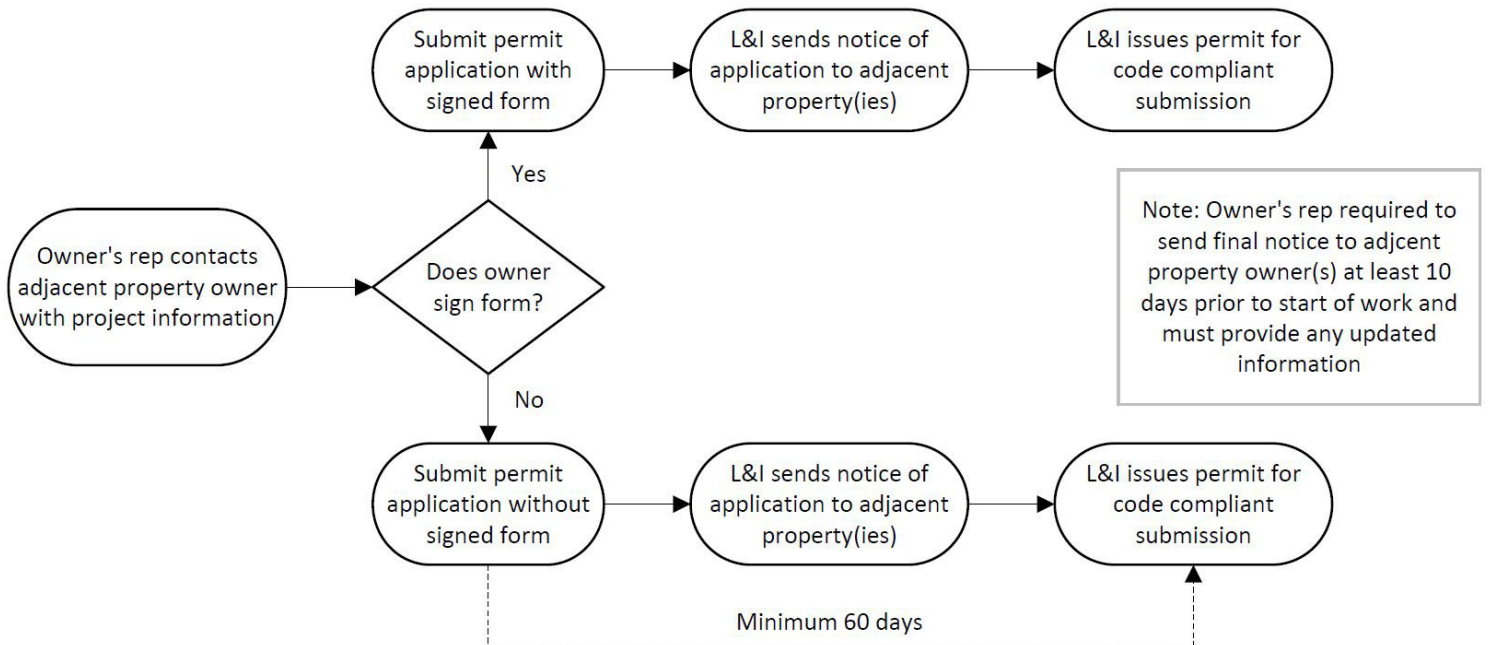 Submit permit
application with
signed form
L&I sends notice of
application to adjacent
property(ies)
L&I issues permit for
code compliant
submission
Yes
Owner's rep contacts
adjacent property owner
with project information
Does owner
sign form?
Note: Owner's rep required to
send final notice to adjcent
property owner(s) at least 10
days prior to start of work and
must provide any updated
information
No
Submit permit
application without
signed form
L&I sends notice of
application to adjacent
property(ies)
L&I issues permit for
code compliant
submission
Minimum 60 days